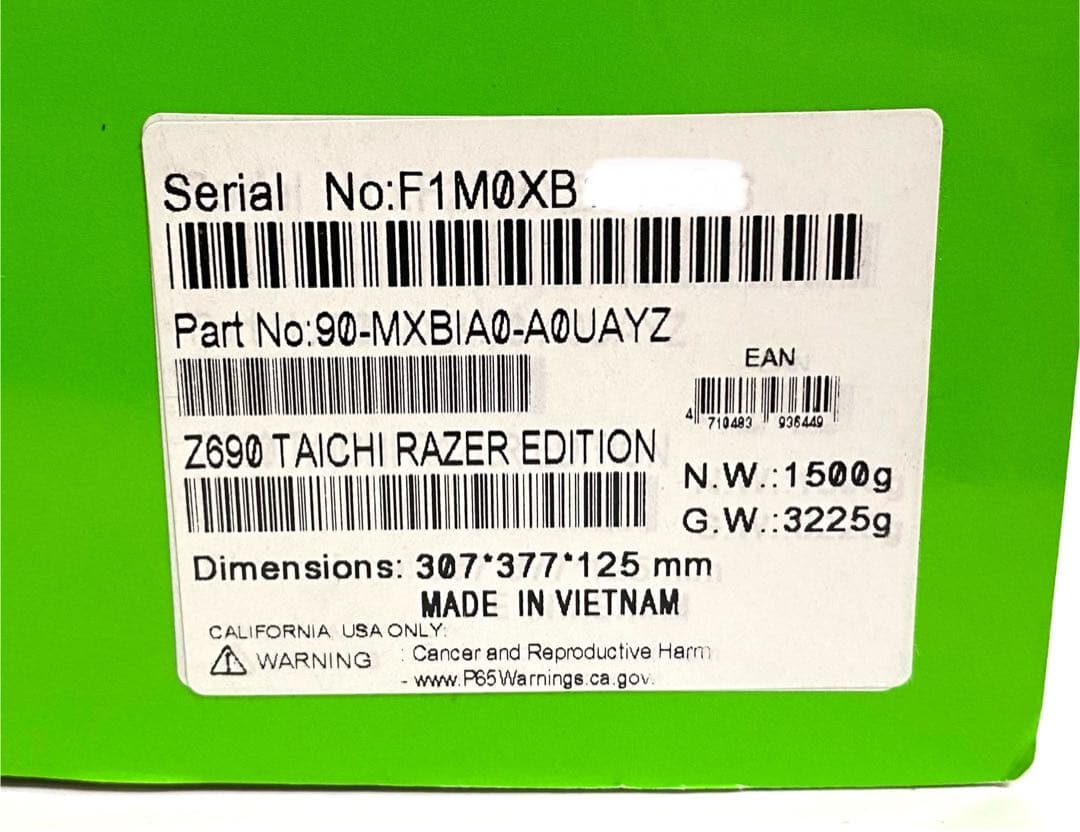 Serial No:F1M0XB
Part No:90-MXBIA0-A0UAYZ
EAN
4 710483 936449
Z690 TAICHI RAZER EDITION
N.W.:1500g
G.W.:3225g
Dimensions: 307*377*125 mm
MADE IN VIETNAM
CALIFORNIA USA ONLY:
WARNING : Cancer and Reproductive Harm
- www.P65Warnings.ca.gov.